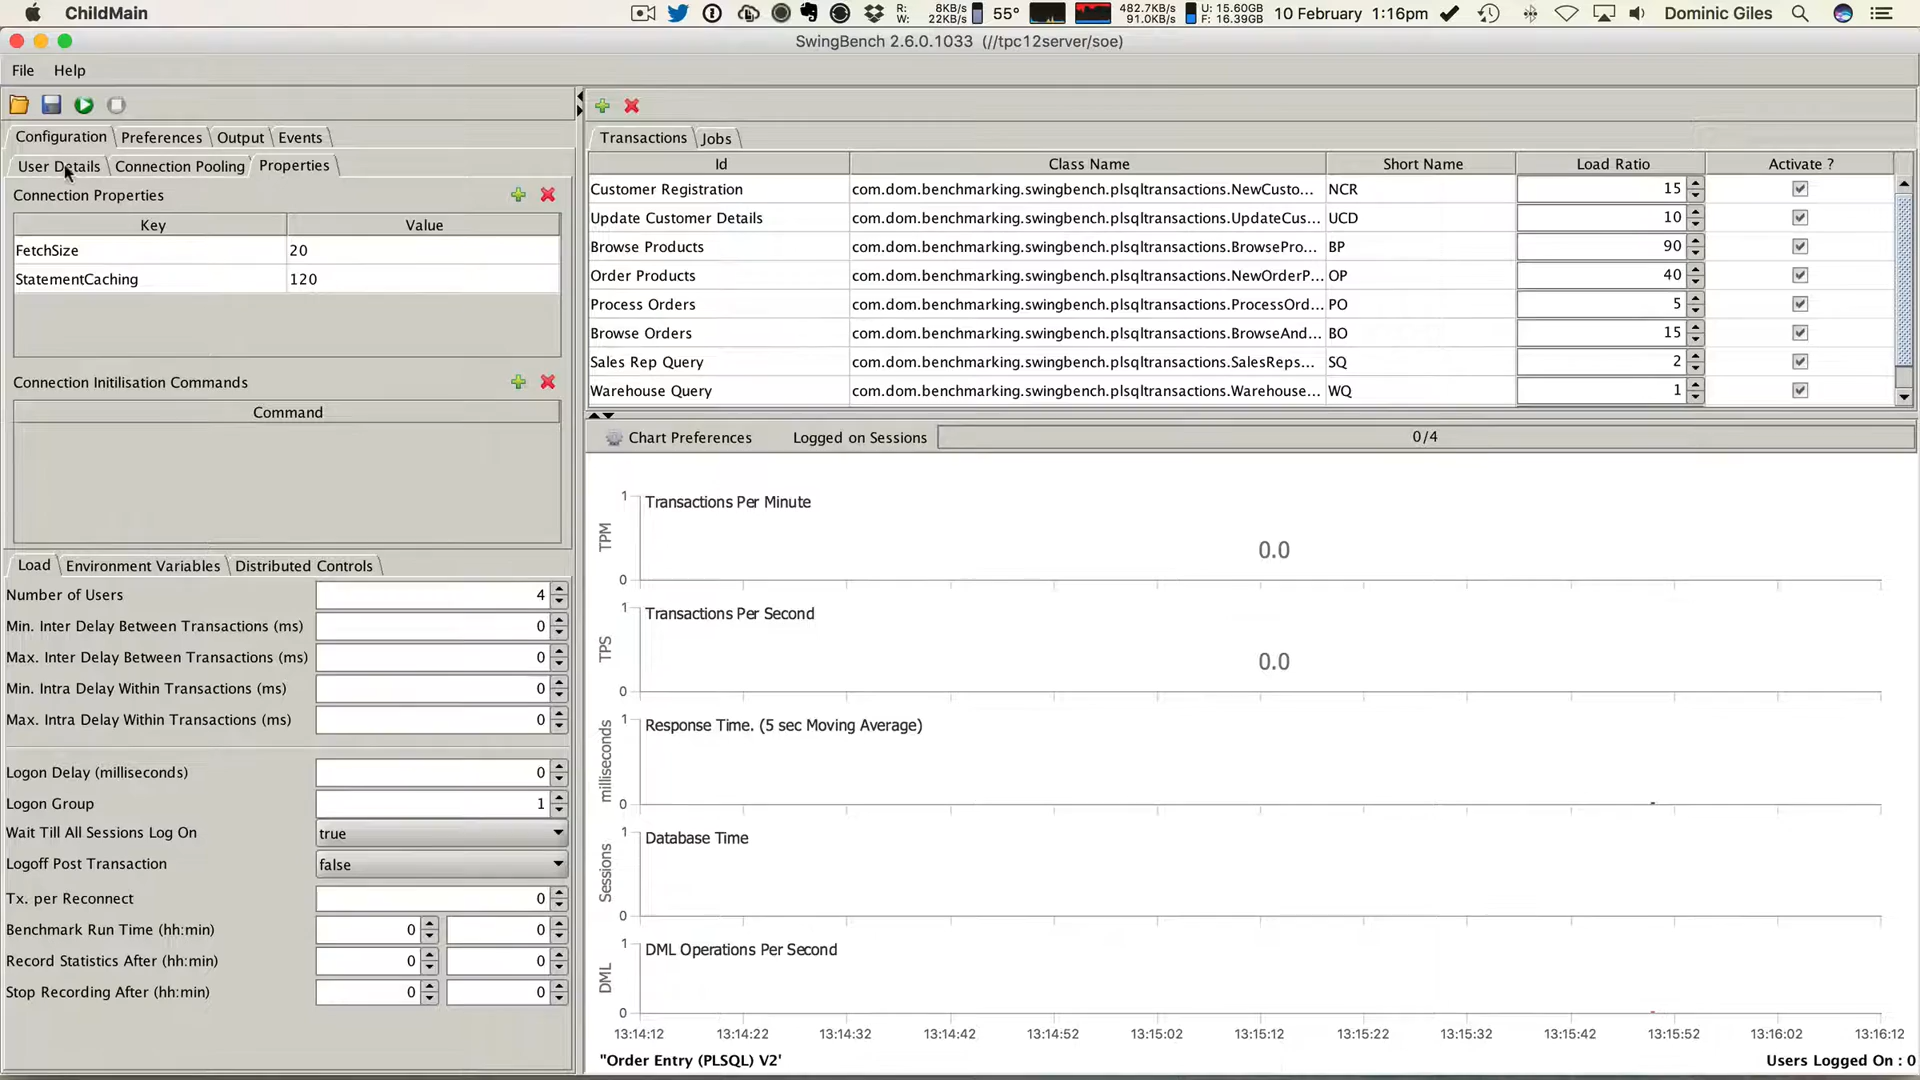 ChildMain
R: 8KB/s
W: 22KB/s
55°
482.7KB/s
91.0KB/s
U: 15.60GB
F: 16.39GB
10 February 1:16pm
Dominic Giles
SwingBench 2.6.0.1033 (//tpc12server/soe)
File Help
Configuration Preferences Output Events
User Details Connection Pooling Properties
Connection Properties
Key Value
FetchSize 20
StatementCaching 120
Connection Initilisation Commands
Command
Load Environment Variables Distributed Controls
Number of Users 4
Min. Inter Delay Between Transactions (ms) 0
Max. Inter Delay Between Transactions (ms) 0
Min. Intra Delay Within Transactions (ms) 0
Max. Intra Delay Within Transactions (ms) 0
Logon Delay (milliseconds) 0
Logon Group 1
Wait Till All Sessions Log On true
Logoff Post Transaction false
Tx. per Reconnect 0
Benchmark Run Time (hh:min) 0 0
Record Statistics After (hh:min) 0 0
Stop Recording After (hh:min) 0 0
Transactions Jobs
Id Class Name Short Name Load Ratio Activate ?
Customer Registration com.dom.benchmarking.swingbench.plsqltransactions.NewCusto... NCR 15
Update Customer Details com.dom.benchmarking.swingbench.plsqltransactions.UpdateCus... UCD 10
Browse Products com.dom.benchmarking.swingbench.plsqltransactions.BrowsePro... BP 90
Order Products com.dom.benchmarking.swingbench.plsqltransactions.NewOrderP... OP 40
Process Orders com.dom.benchmarking.swingbench.plsqltransactions.ProcessOrd... PO 5
Browse Orders com.dom.benchmarking.swingbench.plsqltransactions.BrowseAnd... BO 15
Sales Rep Query com.dom.benchmarking.swingbench.plsqltransactions.SalesReps... SQ 2
Warehouse Query com.dom.benchmarking.swingbench.plsqltransactions.Warehouse... WQ 1
Chart Preferences Logged on Sessions 0/4
Transactions Per Minute
TPM
1
0
0.0
Transactions Per Second
TPS
1
0
0.0
Response Time. (5 sec Moving Average)
milliseconds
1
0
Database Time
Sessions
1
0
DML Operations Per Second
DML
1
0
13:14:12 13:14:22 13:14:32 13:14:42 13:14:52 13:15:02 13:15:12 13:15:22 13:15:32 13:15:42 13:15:52 13:16:02 13:16:12
"Order Entry (PLSQL) V2'
Users Logged On : 0